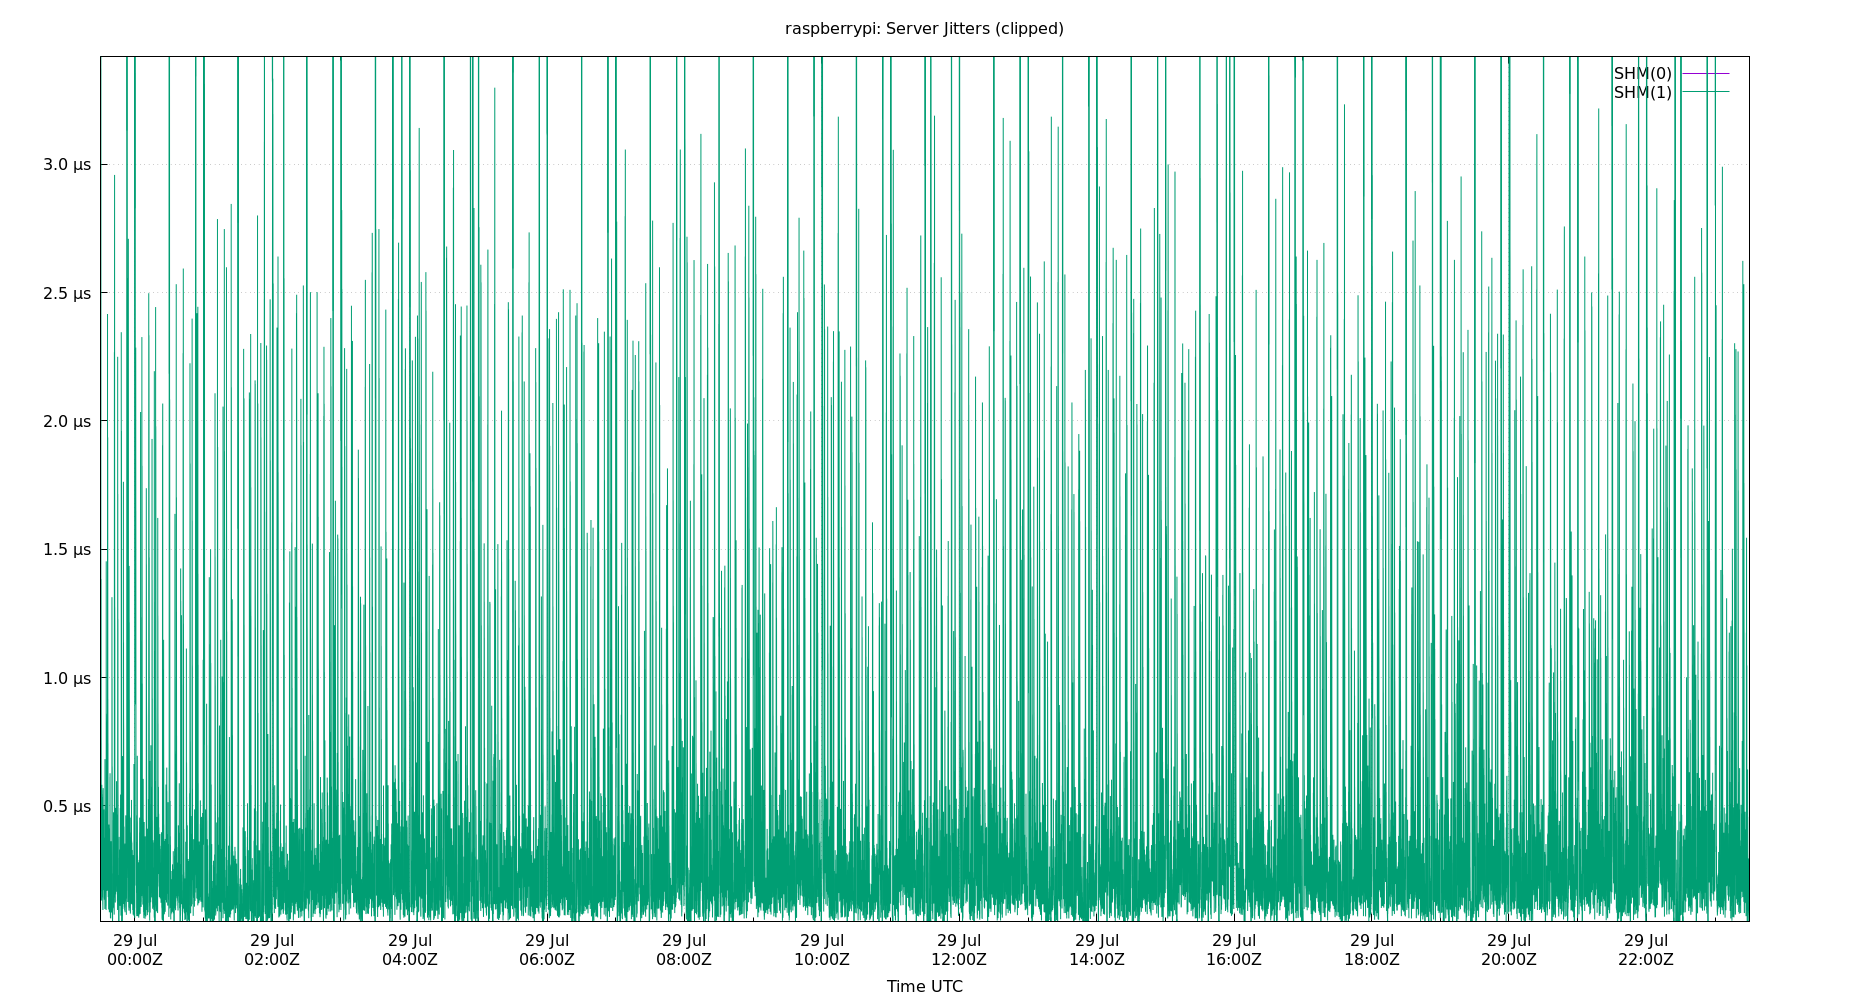 raspberrypi: Server Jitters (clipped)
SHM(0)
SHM(1)
3.0 µs
2.5 µs
2.0 µs
1.5 µs
1.0 µs
0.5 µs
29 Jul 29 Jul 29 Jul 29 Jul 29 Jul 29 Jul 29 Jul 29 Jul 29 Jul 29 Jul 29 Jul 29 Jul
00:00Z 02:00Z 04:00Z 06:00Z 08:00Z 10:00Z 12:00Z 14:00Z 16:00Z 18:00Z 20:00Z 22:00Z
Time UTC